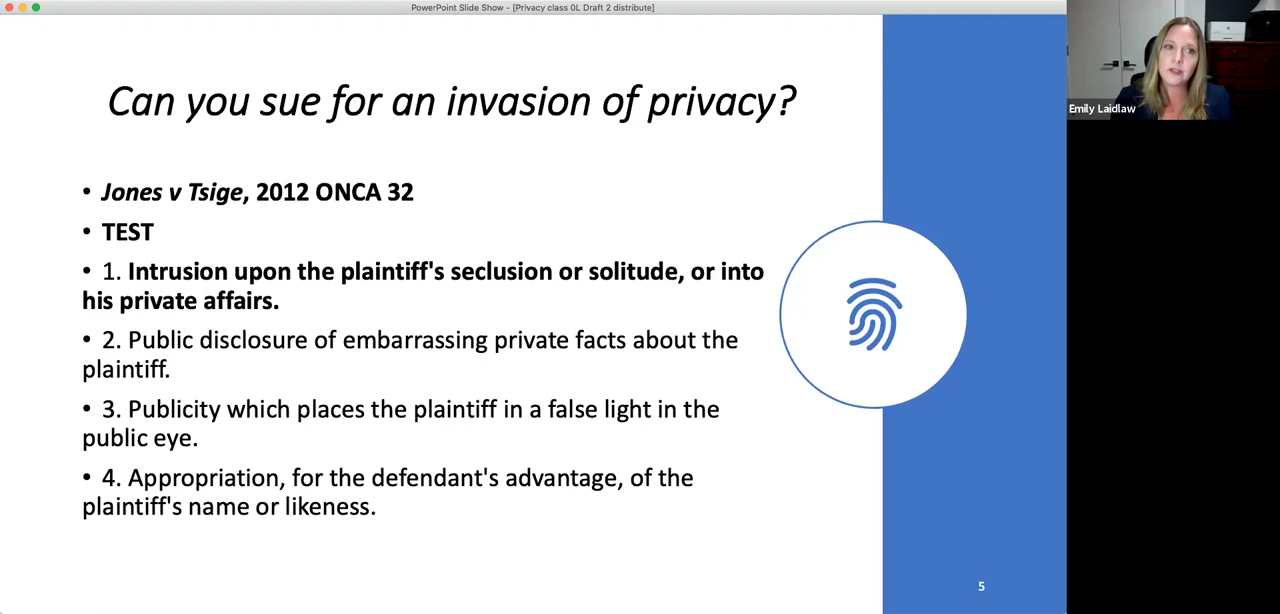 PowerPoint Slide Show - [Privacy class 0L Draft 2 distribute]
Can you sue for an invasion of privacy?
• Jones v Tsige, 2012 ONCA 32
• TEST
• 1. Intrusion upon the plaintiff's seclusion or solitude, or into
his private affairs.
• 2. Public disclosure of embarrassing private facts about the
plaintiff.
• 3. Publicity which places the plaintiff in a false light in the
public eye.
• 4. Appropriation, for the defendant's advantage, of the
plaintiff's name or likeness.
5
Emily Laidlaw